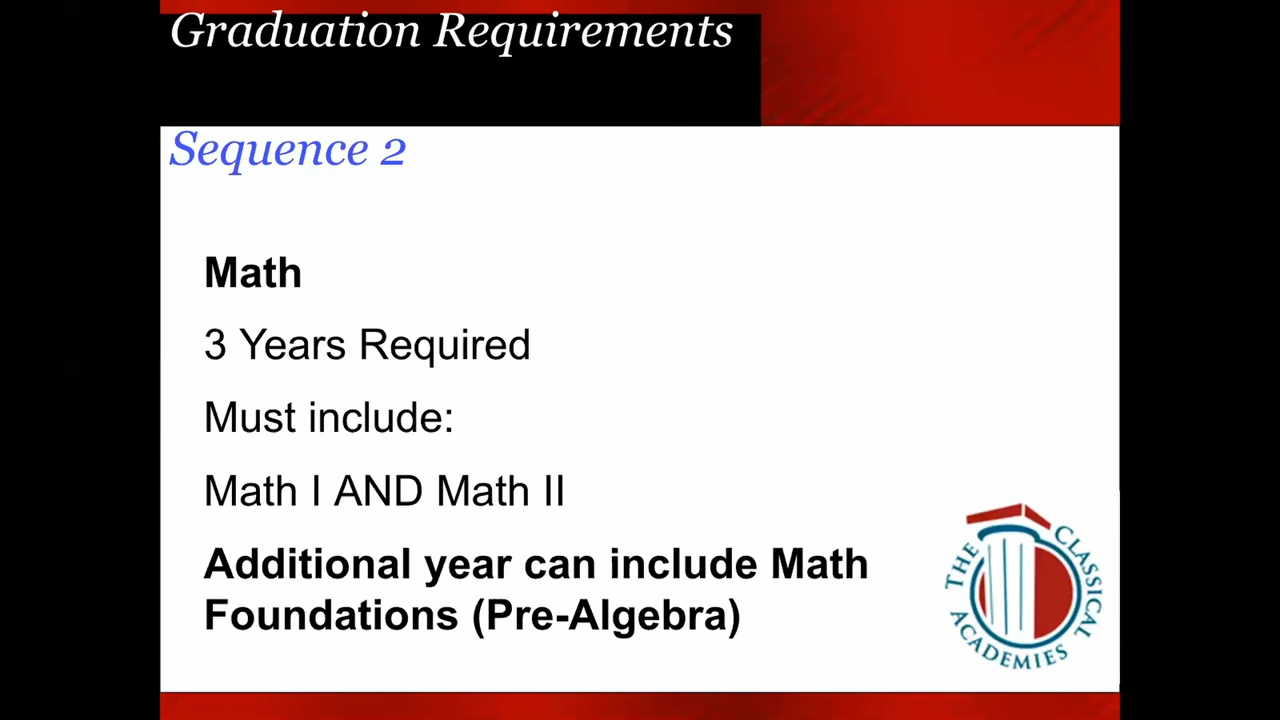 Graduation Requirements
Sequence 2
Math
3 Years Required
Must include:
Math I AND Math II
Additional year can include Math
Foundations (Pre-Algebra)
THE CLASSICAL ACADEMIES